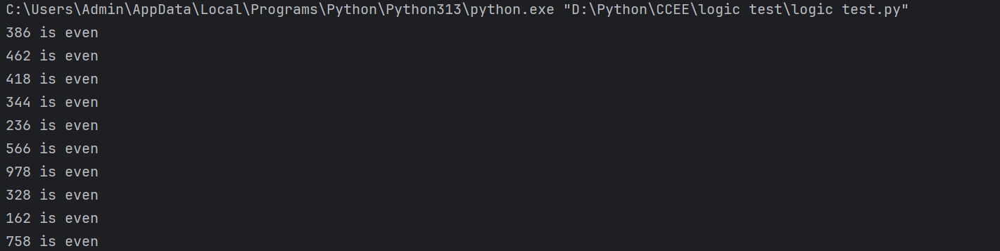 C:\Users\Admin\AppData\Local\Programs\Python\Python313\python.exe "D:\Python\CCEE\logic test\logic test.py"
386 is even
462 is even
418 is even
344 is even
236 is even
566 is even
978 is even
328 is even
162 is even
758 is even